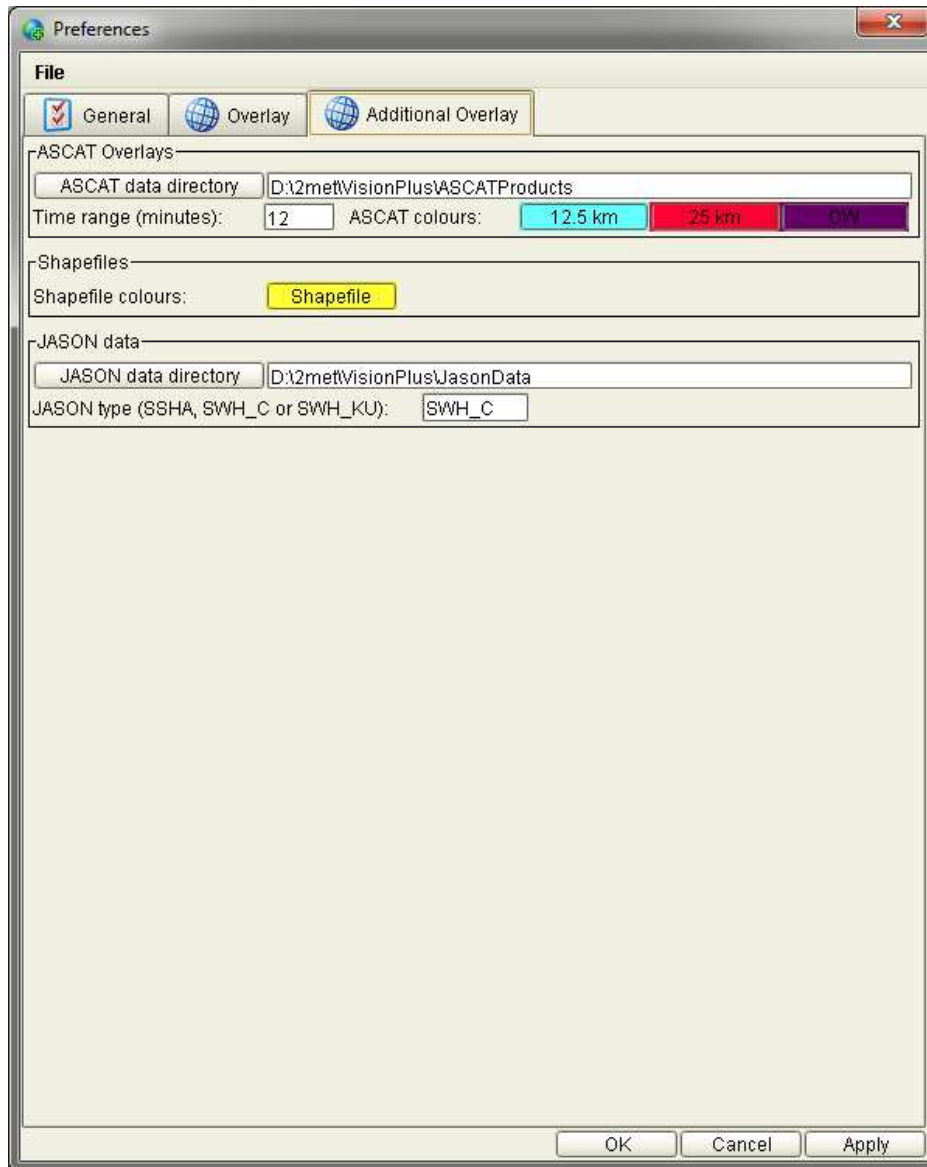 Preferences
File
General Overlay Additional Overlay
ASCAT Overlays
ASCAT data directory D:\2met\VisionPlus\ASCATProducts
Time range (minutes): 12 ASCAT colours: 12.5 km 25 km CW
Shapefiles
Shapefile colours: Shapefile
JASON data
JASON data directory D:\2met\VisionPlus\JasonData
JASON type (SSHA, SWH_C or SWH_KU): SWH_C
OK Cancel Apply